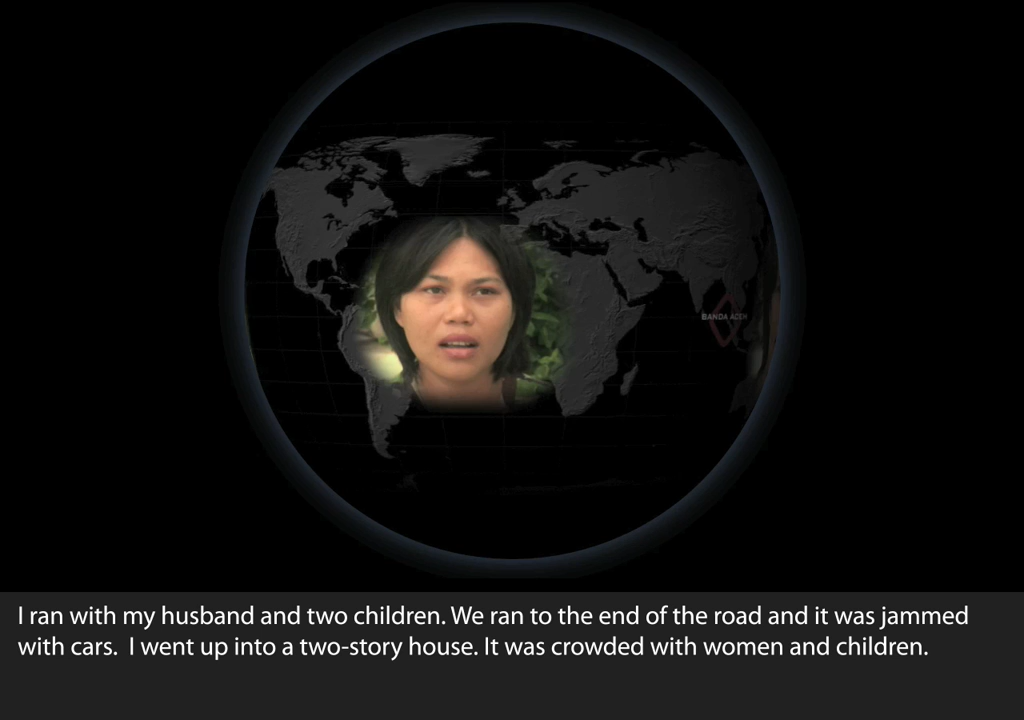 BANDA ACEH
I ran with my husband and two children. We ran to the end of the road and it was jammed
with cars.  I went up into a two-story house. It was crowded with women and children.